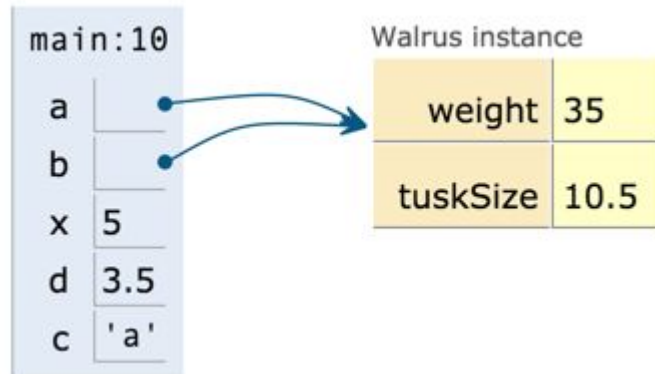 main:10
a
b
x 5
d 3.5
c 'a'
Walrus instance
weight 35
tuskSize 10.5